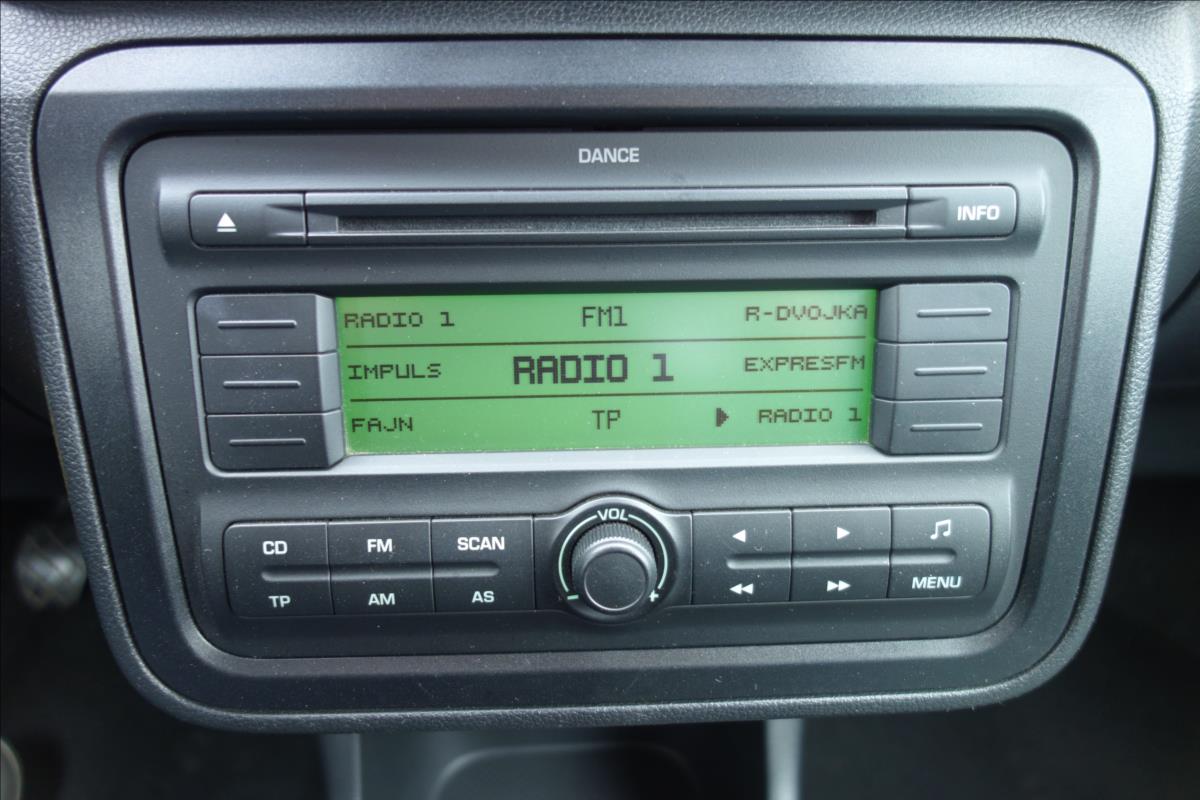 DANCE
INFO
RADIO 1 FM1 R-DVOJKA
IMPULS RADIO 1 EXPRESFM
FAJN TP RADIO 1
VOL
CD FM SCAN
TP AM AS MENU
- +